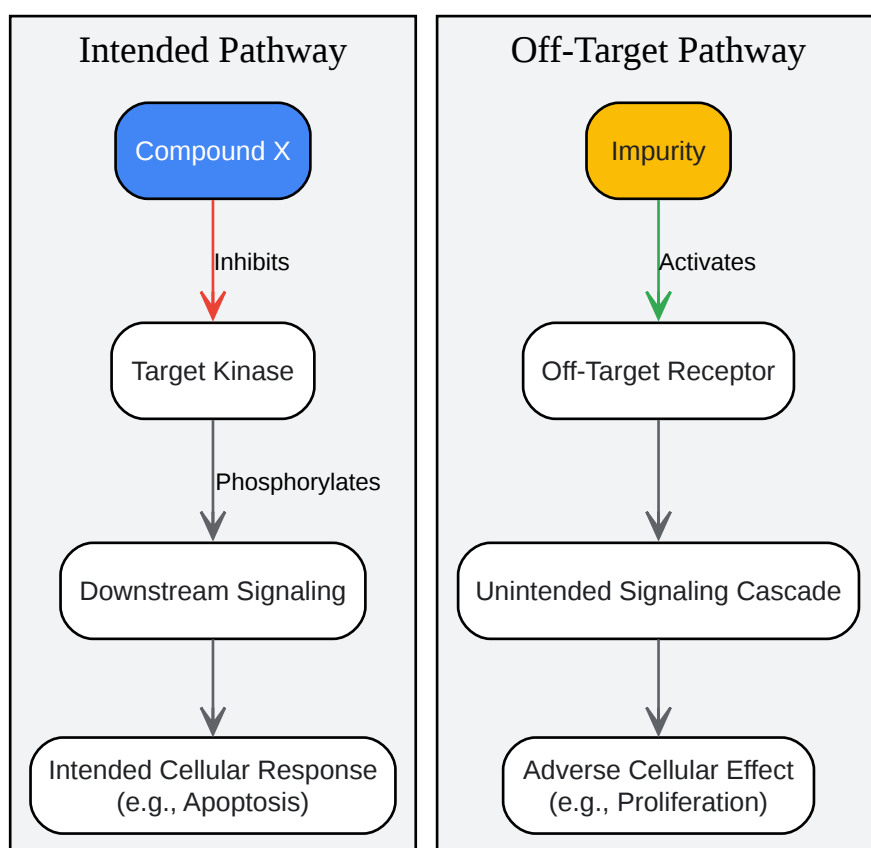 Intended Pathway
Compound X
Inhibits
Target Kinase
Phosphorylates
Downstream Signaling
Intended Cellular Response
(e.g., Apoptosis)
Off-Target Pathway
Impurity
Activates
Off-Target Receptor
Unintended Signaling Cascade
Adverse Cellular Effect
(e.g., Proliferation)